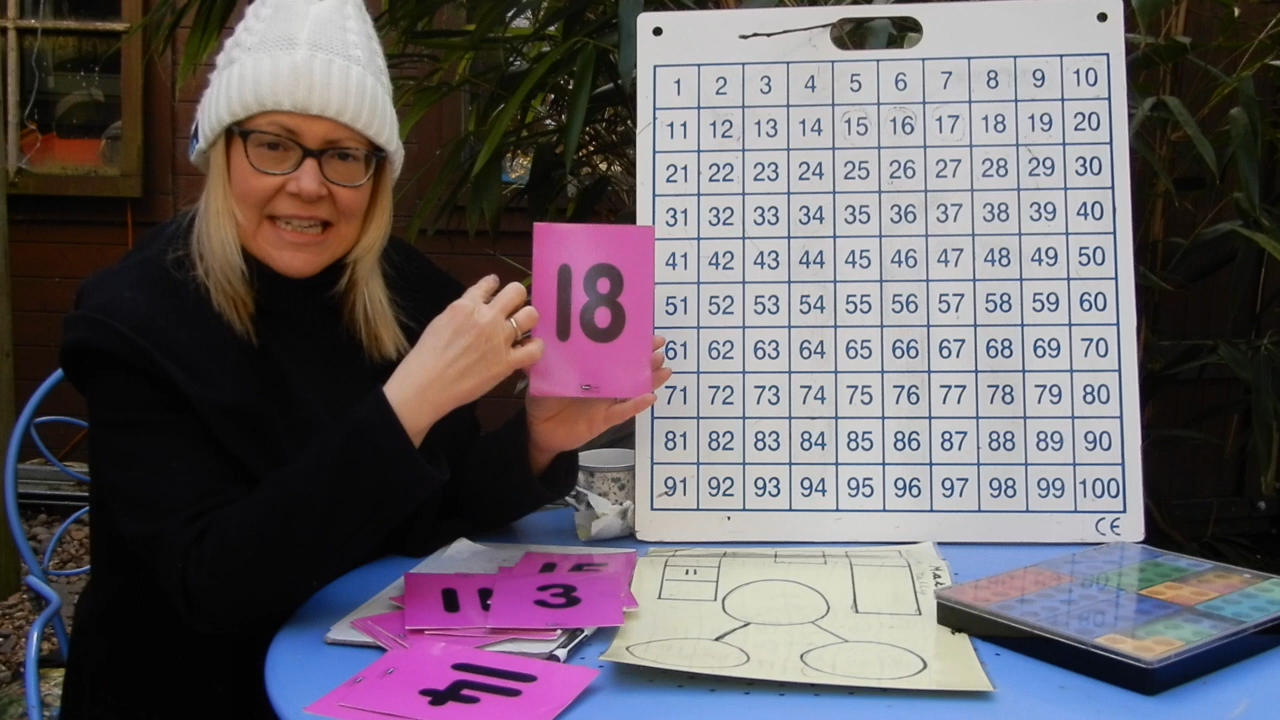 1 2 3 4 5 6 7 8 9 10
11 12 13 14 15 16 17 18 19 20
21 22 23 24 25 26 27 28 29 30
31 32 33 34 35 36 37 38 39 40
41 42 43 44 45 46 47 48 49 50
51 52 53 54 55 56 57 58 59 60
61 62 63 64 65 66 67 68 69 70
71 72 73 74 75 76 77 78 79 80
81 82 83 84 85 86 87 88 89 90
91 92 93 94 95 96 97 98 99 100
CE
18
3
14